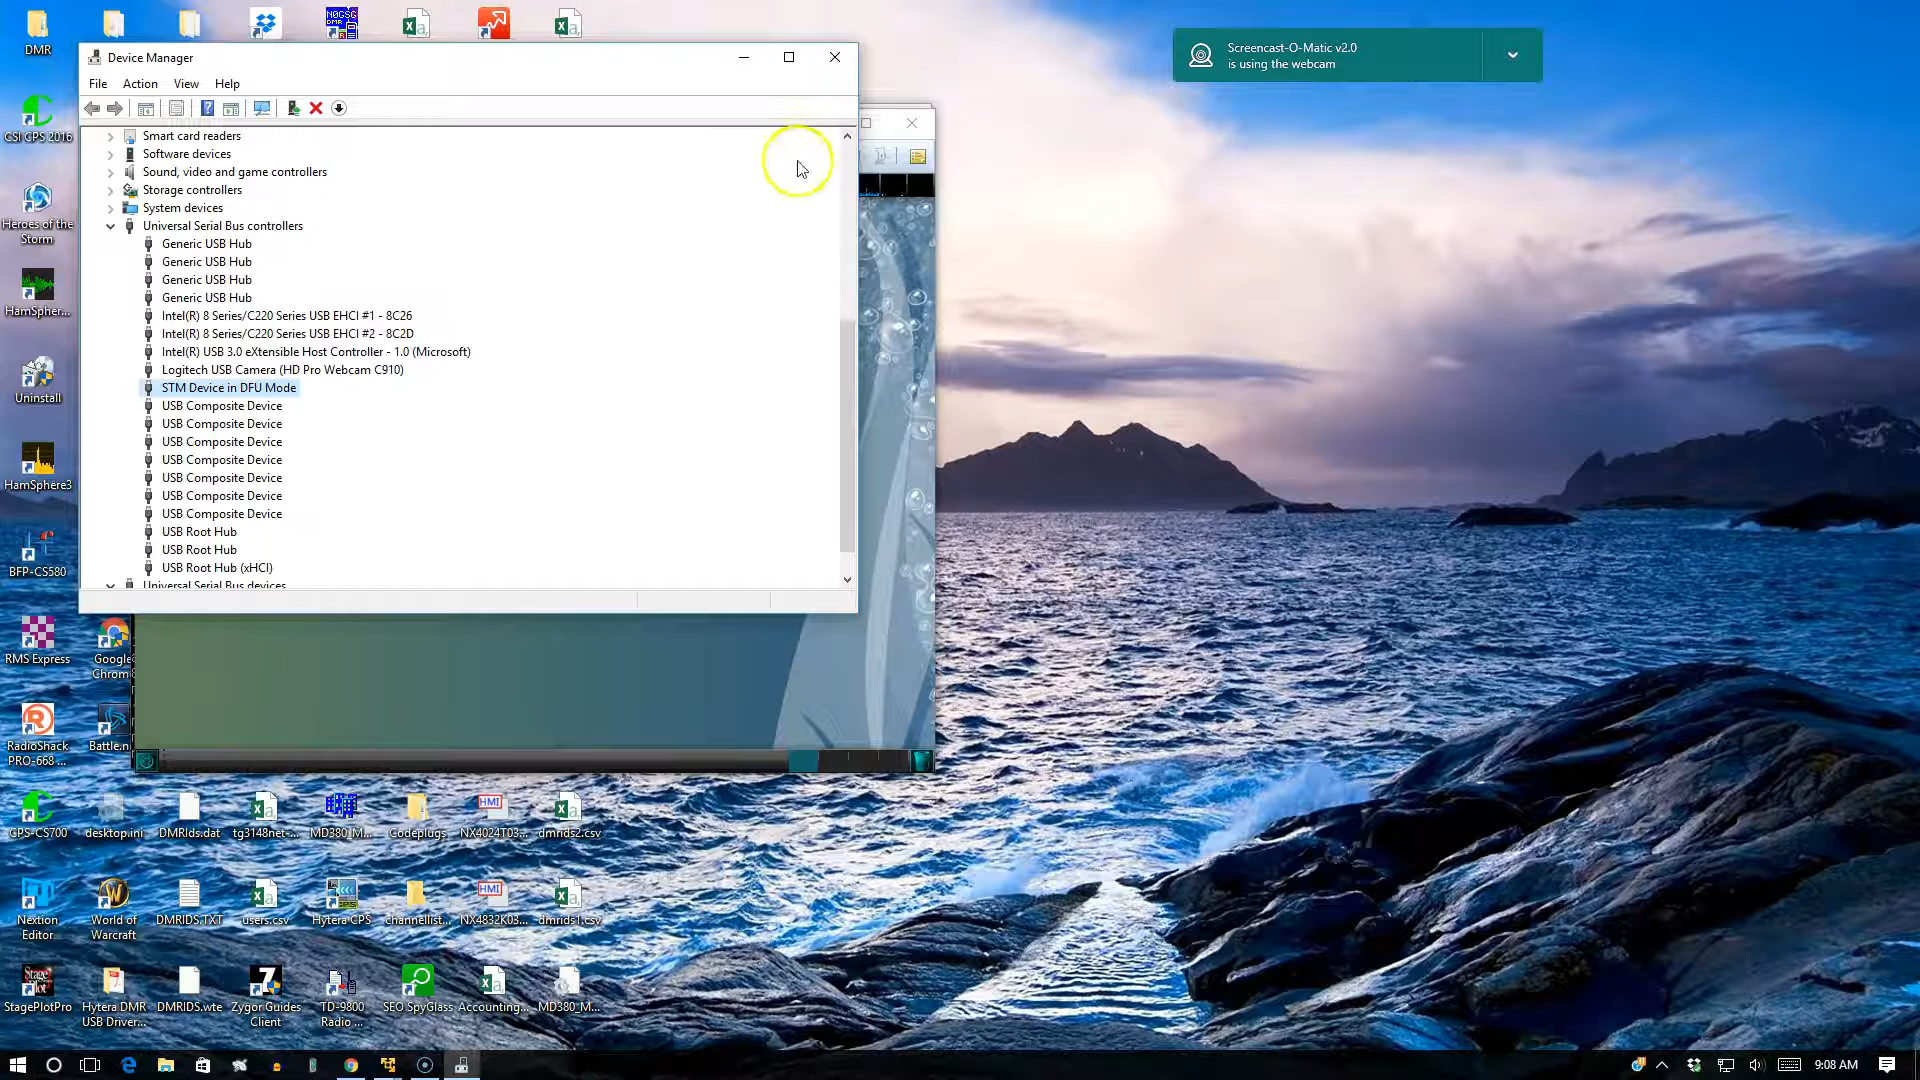 DMR
Device Manager
File Action View Help
Smart card readers
Software devices
Sound, video and game controllers
Storage controllers
System devices
Universal Serial Bus controllers
Generic USB Hub
Generic USB Hub
Generic USB Hub
Generic USB Hub
Intel(R) 8 Series/C220 Series USB EHCI #1 - 8C26
Intel(R) 8 Series/C220 Series USB EHCI #2 - 8C2D
Intel(R) USB 3.0 eXtensible Host Controller - 1.0 (Microsoft)
Logitech USB Camera (HD Pro Webcam C910)
STM Device in DFU Mode
USB Composite Device
USB Composite Device
USB Composite Device
USB Composite Device
USB Composite Device
USB Composite Device
USB Composite Device
USB Root Hub
USB Root Hub
USB Root Hub (xHCI)
Universal Serial Bus devices
Screencast-O-Matic v2.0
is using the webcam
CSI CPS 2016
Heroes of the
Storm
HamSpher...
Uninstall
HamSphere3
BFP-CS580
RMS Express
Google
Chrom
RadioShack
PRO-668 ...
Battle.n
CPS-CS700
desktop.ini
DMRIds.dat
tg3148net-...
MD380_M...
Codeplugs
NX4024T03...
dmrids2.csv
Nextion
Editor
World of
Warcraft
DMRIDS.TXT
users.csv
Hytera CPS
channellist...
NX4832K03...
dmrids1.csv
StagePlotPro
Hytera DMR
USB Driver...
DMRIDS.wte
Zygor Guides
Client
TD-9800
Radio ...
SEO SpyGlass
Accounting...
MD380_M...
HMI
HMI
9:08 AM